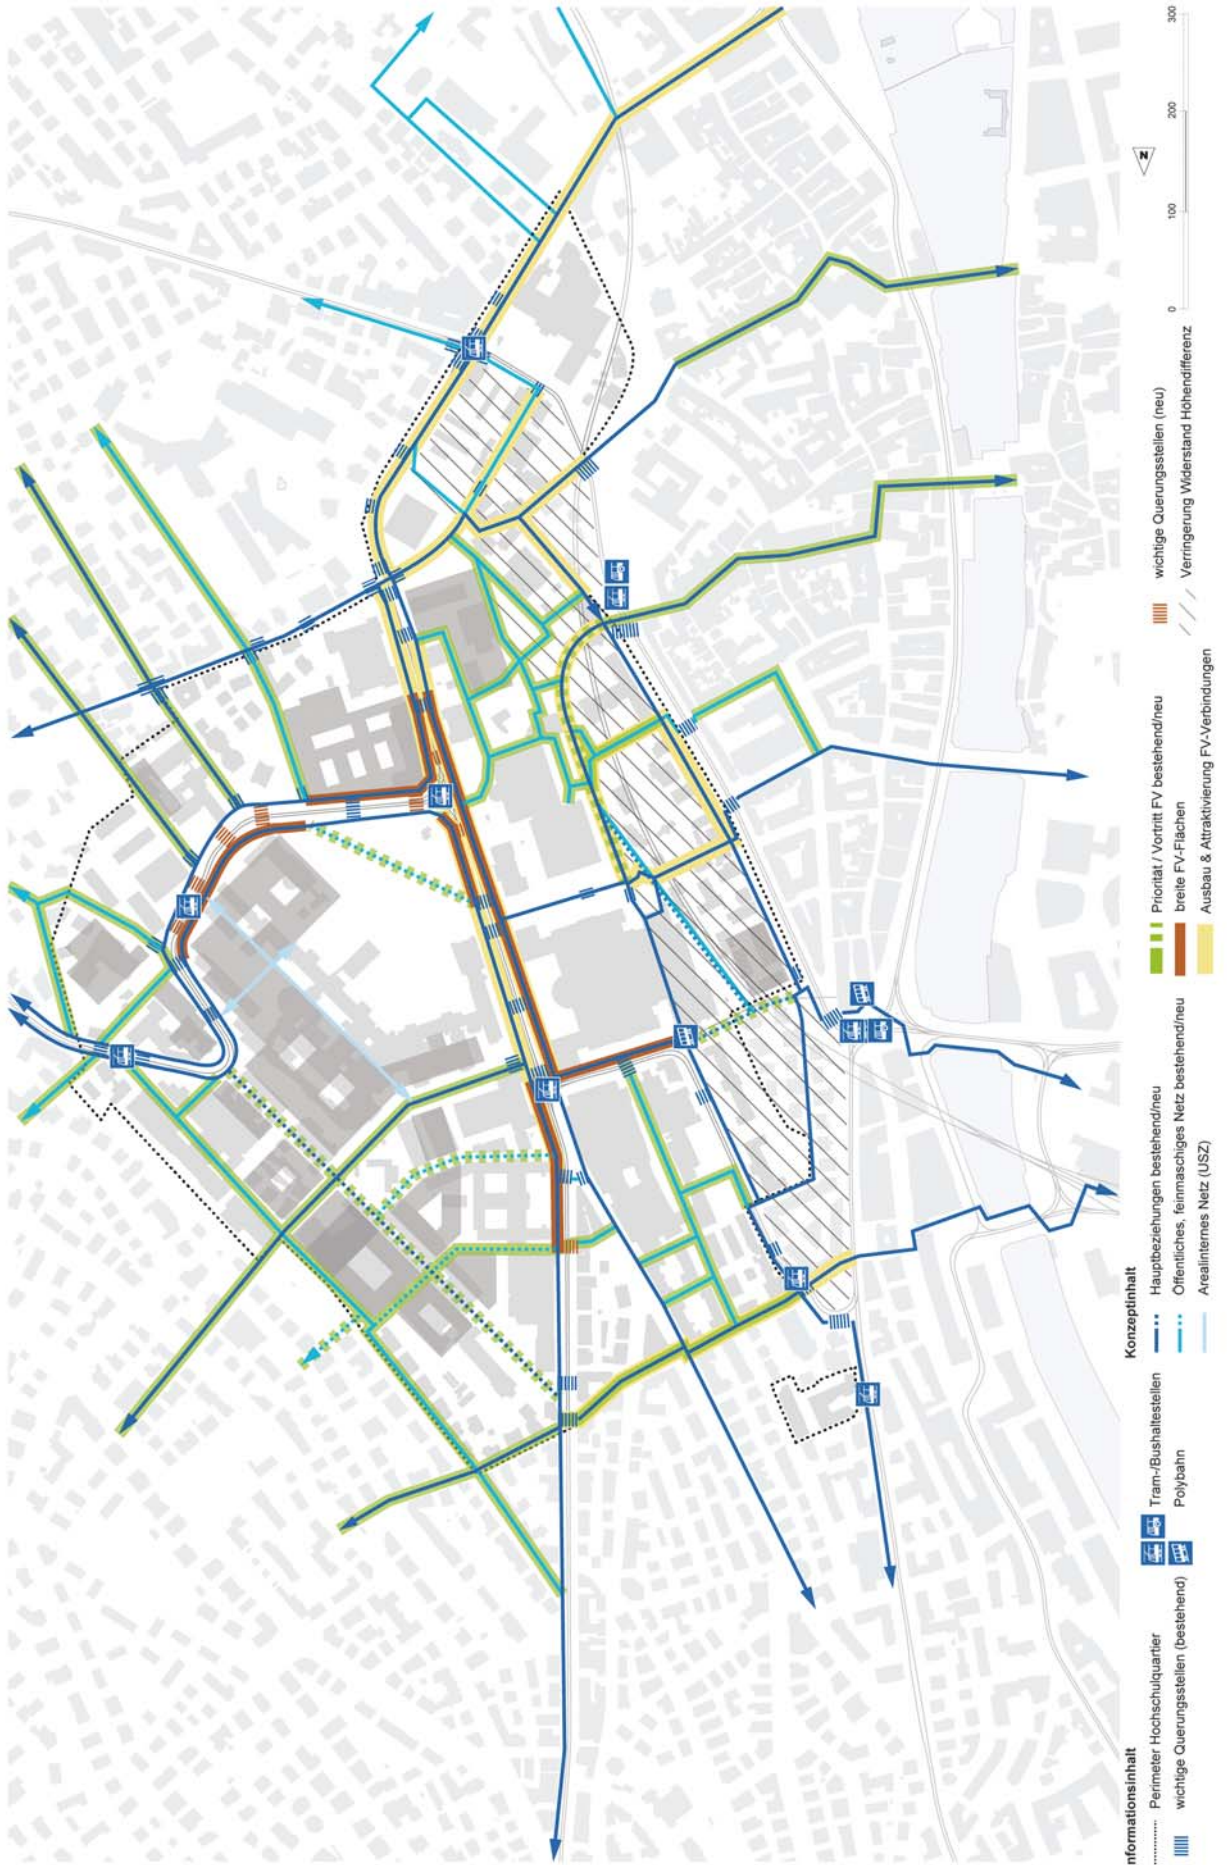 nformationsinhalt
Perimeter Hochschulquartier
wichtige Querungsstellen (bestehend)
Tram-/Bushaltestellen
Polybahn
Konzeptinhalt
Hauptbeziehungen bestehend/neu
Öffentliches, feinmaschiges Netz bestehend/neu
Arealinternes Netz (USZ)
Priorität / Vortritt FV bestehend/neu
breite FV-Flächen
Ausbau & Attraktivierung FV-Verbindungen
wichtige Querungsstellen (neu)
Verringerung Widerstand Höhendifferenz
0 100 200 300
N